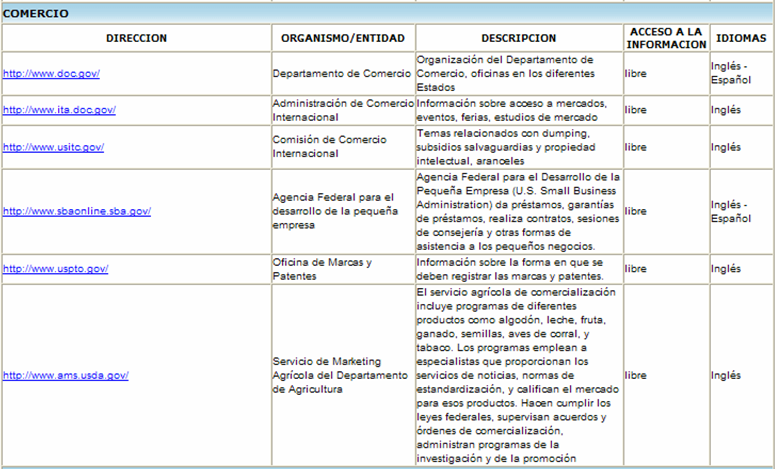 COMERCIO
DIRECCION ORGANISMO/ENTIDAD DESCRIPCION ACCESO A LA INFORMACION IDIOMAS
http://www.doc.gov/
Departamento de Comercio
Organización del Departamento de
Comercio, oficinas en los diferentes
Estados
libre
Inglés -
Español
http://www.ita.doc.gov/
Administración de Comercio
Internacional
Información sobre acceso a mercados,
eventos, ferias, estudios de mercado
libre
Inglés
http://www.usitc.gov/
Comisión de Comercio
Internacional
Temas relacionados con dumping,
subsidios salvaguardias y propiedad
intelectual, aranceles
libre
Inglés
http://www.sbaonline.sba.gov/
Agencia Federal para el
desarrollo de la pequeña
empresa
Agencia Federal para el Desarrollo de la
Pequeña Empresa (U.S. Small Business
Administration) da préstamos, garantías
de préstamos, realiza contratos, sesiones
de consejería y otras formas de
asistencia a los pequeños negocios.
libre
Inglés -
Español
http://www.uspto.gov/
Oficina de Marcas y
Patentes
Información sobre la forma en que se
deben registrar las marcas y patentes.
libre
Inglés
http://www.ams.usda.gov/
Servicio de Marketing
Agrícola del Departamento
de Agricultura
El servicio agrícola de comercialización
incluye programas de diferentes
productos como algodón, leche, fruta,
ganado, semillas, aves de corral, y
tabaco. Los programas emplean a
especialistas que proporcionan los
servicios de noticias, normas de
estandardización, y califican el mercado
para esos productos. Hacen cumplir los
leyes federales, supervisan acuerdos y
órdenes de comercialización,
administran programas de la
investigación y de la promoción
libre
Inglés